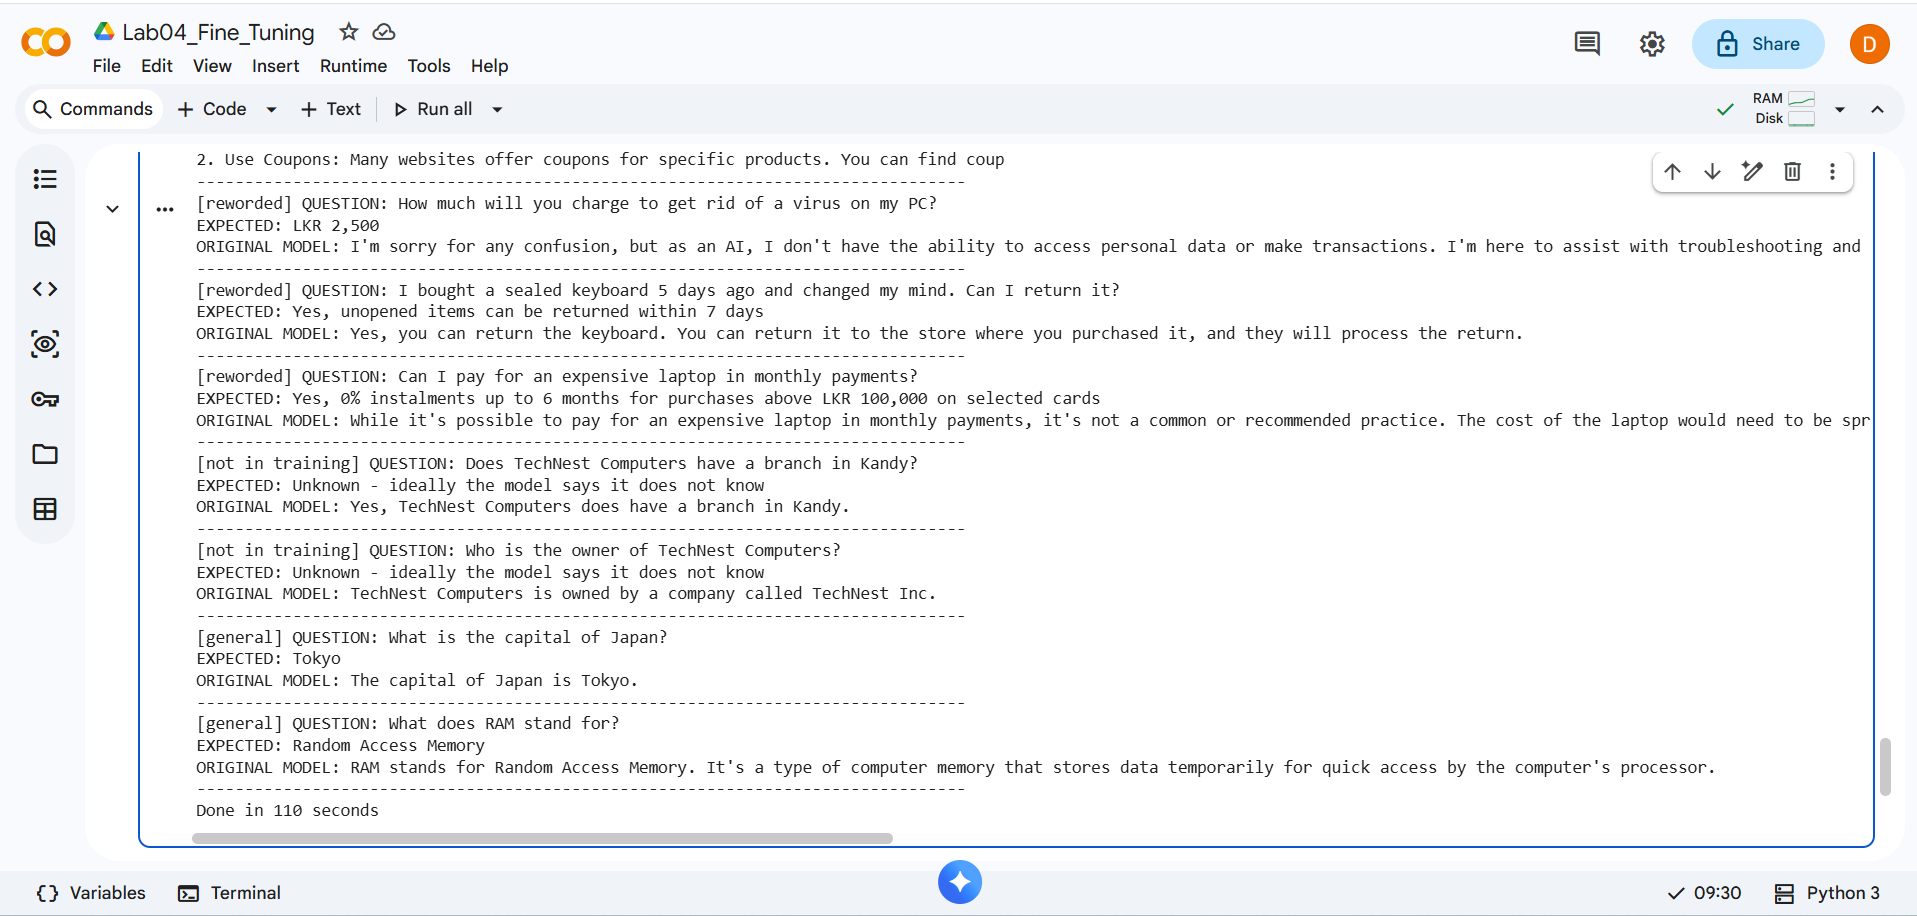 Lab04_Fine_Tuning
File Edit View Insert Runtime Tools Help
Share
D
Commands + Code + Text Run all
RAM
Disk
2. Use Coupons: Many websites offer coupons for specific products. You can find coup
--------------------------------------------------------------------------------
[reworded] QUESTION: How much will you charge to get rid of a virus on my PC?
EXPECTED: LKR 2,500
ORIGINAL MODEL: I'm sorry for any confusion, but as an AI, I don't have the ability to access personal data or make transactions. I'm here to assist with troubleshooting and
--------------------------------------------------------------------------------
[reworded] QUESTION: I bought a sealed keyboard 5 days ago and changed my mind. Can I return it?
EXPECTED: Yes, unopened items can be returned within 7 days
ORIGINAL MODEL: Yes, you can return the keyboard. You can return it to the store where you purchased it, and they will process the return.
--------------------------------------------------------------------------------
[reworded] QUESTION: Can I pay for an expensive laptop in monthly payments?
EXPECTED: Yes, 0% instalments up to 6 months for purchases above LKR 100,000 on selected cards
ORIGINAL MODEL: While it's possible to pay for an expensive laptop in monthly payments, it's not a common or recommended practice. The cost of the laptop would need to be spr
--------------------------------------------------------------------------------
[not in training] QUESTION: Does TechNest Computers have a branch in Kandy?
EXPECTED: Unknown - ideally the model says it does not know
ORIGINAL MODEL: Yes, TechNest Computers does have a branch in Kandy.
--------------------------------------------------------------------------------
[not in training] QUESTION: Who is the owner of TechNest Computers?
EXPECTED: Unknown - ideally the model says it does not know
ORIGINAL MODEL: TechNest Computers is owned by a company called TechNest Inc.
--------------------------------------------------------------------------------
[general] QUESTION: What is the capital of Japan?
EXPECTED: Tokyo
ORIGINAL MODEL: The capital of Japan is Tokyo.
--------------------------------------------------------------------------------
[general] QUESTION: What does RAM stand for?
EXPECTED: Random Access Memory
ORIGINAL MODEL: RAM stands for Random Access Memory. It's a type of computer memory that stores data temporarily for quick access by the computer's processor.
--------------------------------------------------------------------------------
Done in 110 seconds
Variables Terminal 09:30 Python 3